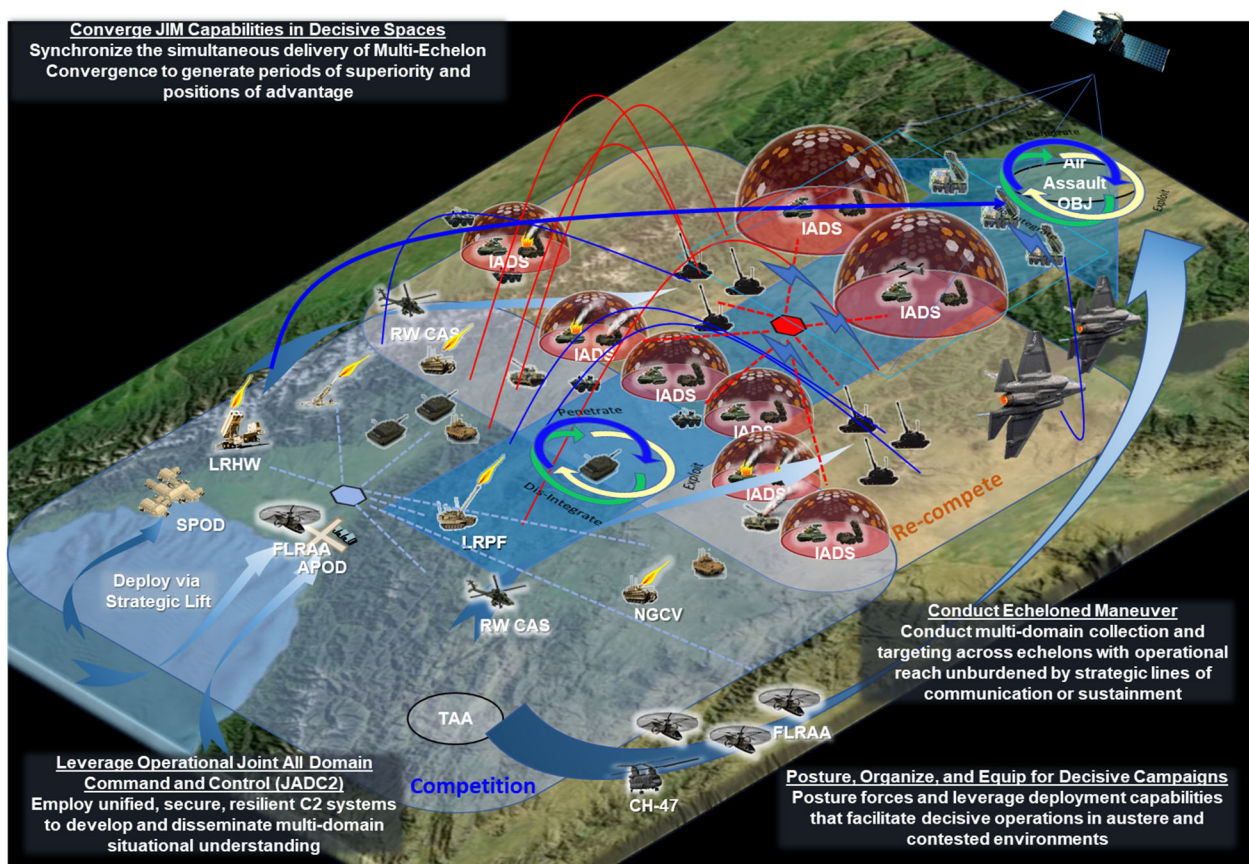 Converge JIM Capabilities in Decisive Spaces
Synchronize the simultaneous delivery of Multi-Echelon
Convergence to generate periods of superiority and
positions of advantage
Penetrate
Air
Assault
OBJ
Exploit
IADS
IADS
IADS
RW CAS
IADS
IADS
IADS
Penetrate
Exploit
Dis-Integrate
IADS
IADS
Re-compete
LRHW
SPOD
FLRAA
APOD
LRPF
Deploy via
Strategic Lift
RW CAS
NGCV
TAA
FLRAA
Competition
CH-47
Conduct Echeloned Maneuver
Conduct multi-domain collection and
targeting across echelons with operational
reach unburdened by strategic lines of
communication or sustainment
Leverage Operational Joint All Domain
Command and Control (JADC2)
Employ unified, secure, resilient C2 systems
to develop and disseminate multi-domain
situational understanding
Posture, Organize, and Equip for Decisive Campaigns
Posture forces and leverage deployment capabilities
that facilitate decisive operations in austere and
contested environments